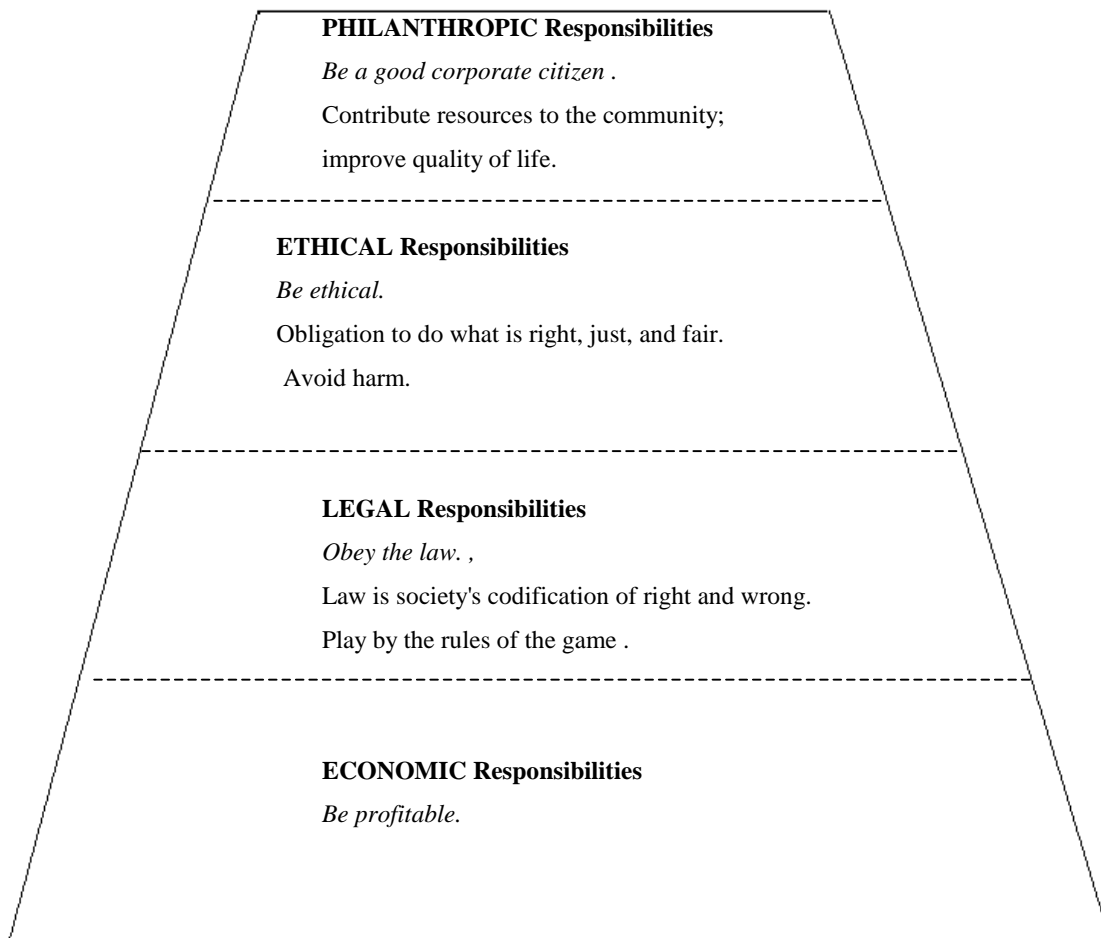 PHILANTHROPIC Responsibilities
Be a good corporate citizen .
Contribute resources to the community;
improve quality of life.
ETHICAL Responsibilities
Be ethical.
Obligation to do what is right, just, and fair.
Avoid harm.
LEGAL Responsibilities
Obey the law. ,
Law is society's codification of right and wrong.
Play by the rules of the game .
ECONOMIC Responsibilities
Be profitable.